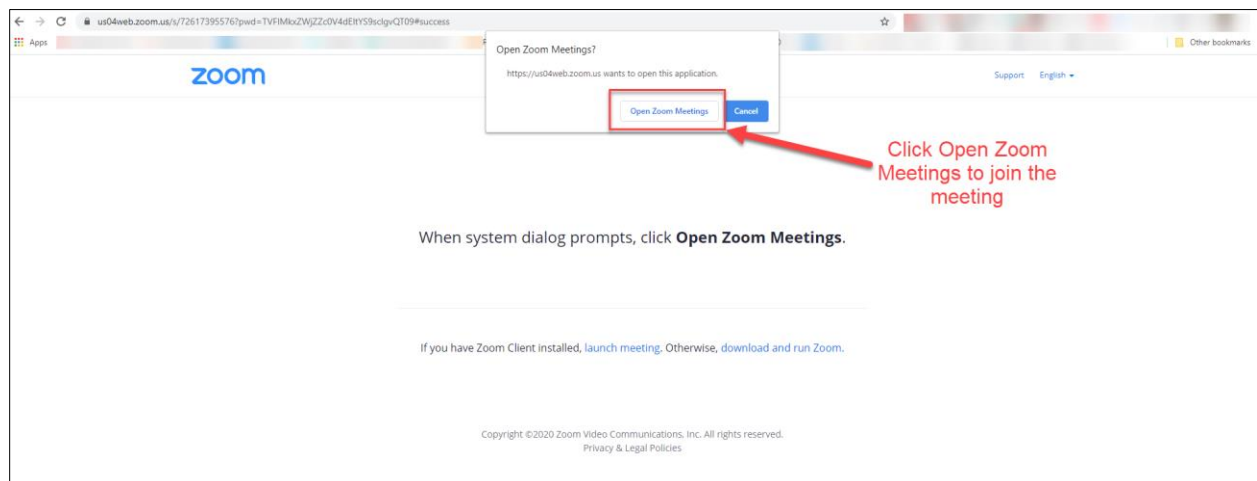 us04web.zoom.us/s/72617395576?pwd=TVFIMkxZWjZZc0V4dEltYS9sclgvQT09#success
Apps
Other bookmarks
Open Zoom Meetings?
https://us04web.zoom.us wants to open this application.
Open Zoom Meetings Cancel
zoom
Support English
Click Open Zoom
Meetings to join the
meeting
When system dialog prompts, click Open Zoom Meetings.
If you have Zoom Client installed, launch meeting. Otherwise, download and run Zoom.
Copyright ©2020 Zoom Video Communications, Inc. All rights reserved.
Privacy & Legal Policies